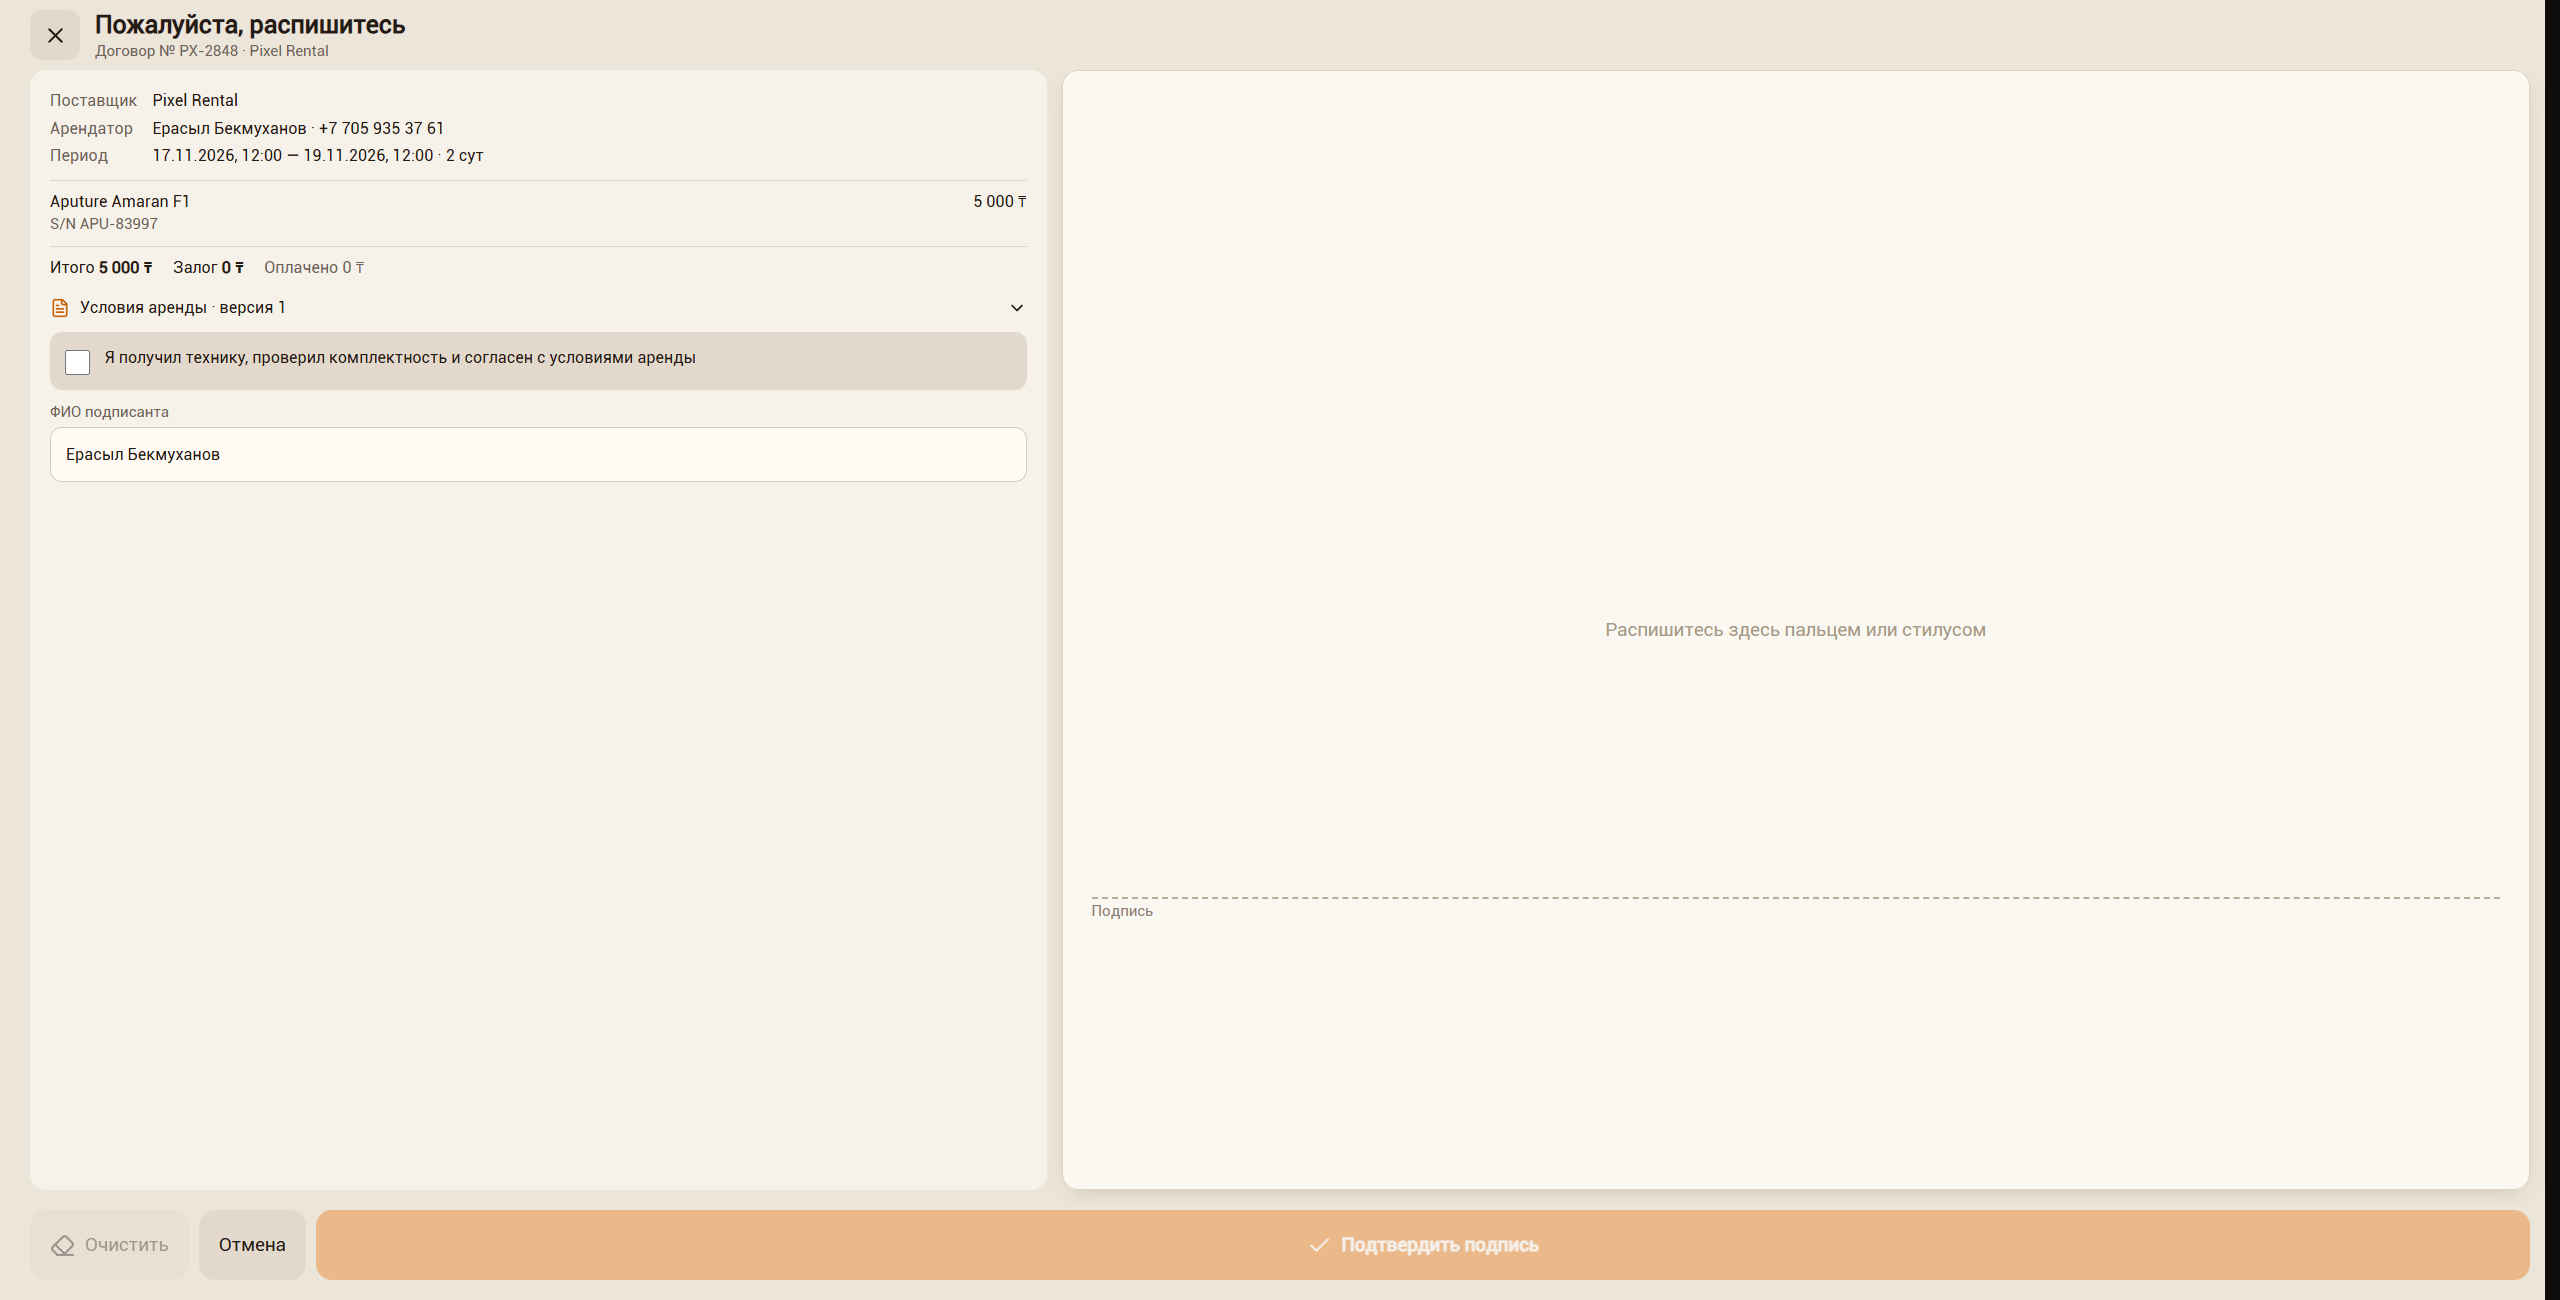 Пожалуйста, распишитесь
Договор № PX-2848 · Pixel Rental
Поставщик Pixel Rental
Арендатор Ерасыл Бекмуханов · +7 705 935 37 61
Период 17.11.2026, 12:00 — 19.11.2026, 12:00 · 2 сут
Aputure Amaran F1 5 000 ₸
S/N APU-83997
Итого 5 000 ₸ Залог 0 ₸ Оплачено 0 ₸
Условия аренды · версия 1
Я получил технику, проверил комплектность и согласен с условиями аренды
ФИО подписанта
Ерасыл Бекмуханов
Распишитесь здесь пальцем или стилусом
Подпись
Очистить Отмена Подтвердить подпись